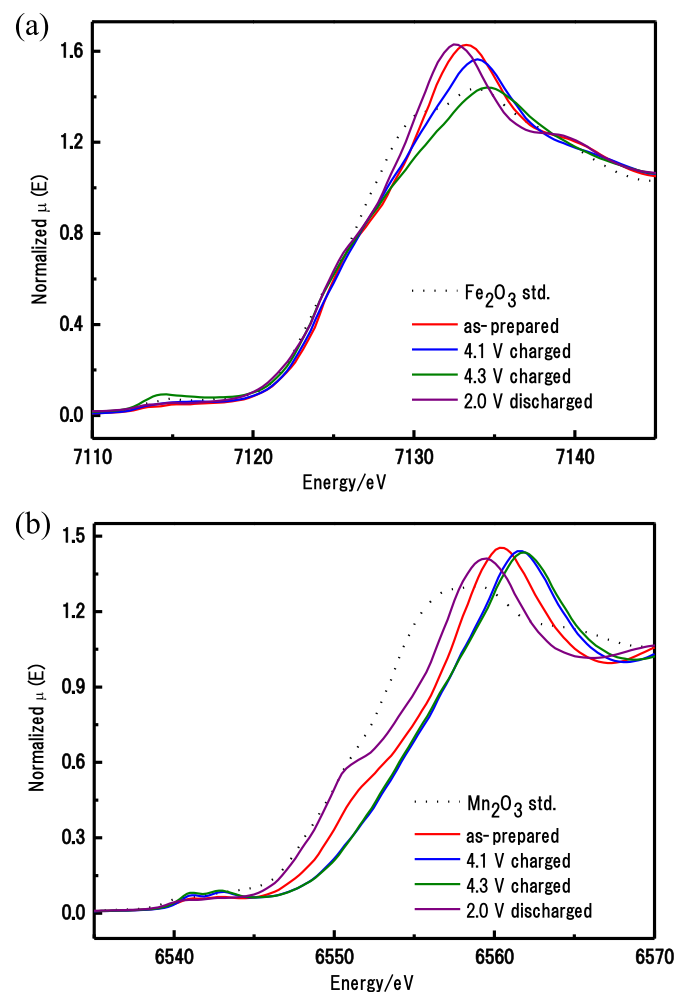 (a)
1.6
1.2
0.8
0.4
0.0
Normalized μ (E)
Fe2O3 std.
as-prepared
4.1 V charged
4.3 V charged
2.0 V discharged
7110 7120 7130 7140
Energy/eV
(b)
1.5
1.2
0.9
0.6
0.3
0.0
Normalized μ (E)
Mn2O3 std.
as-prepared
4.1 V charged
4.3 V charged
2.0 V discharged
6540 6550 6560 6570
Energy/eV